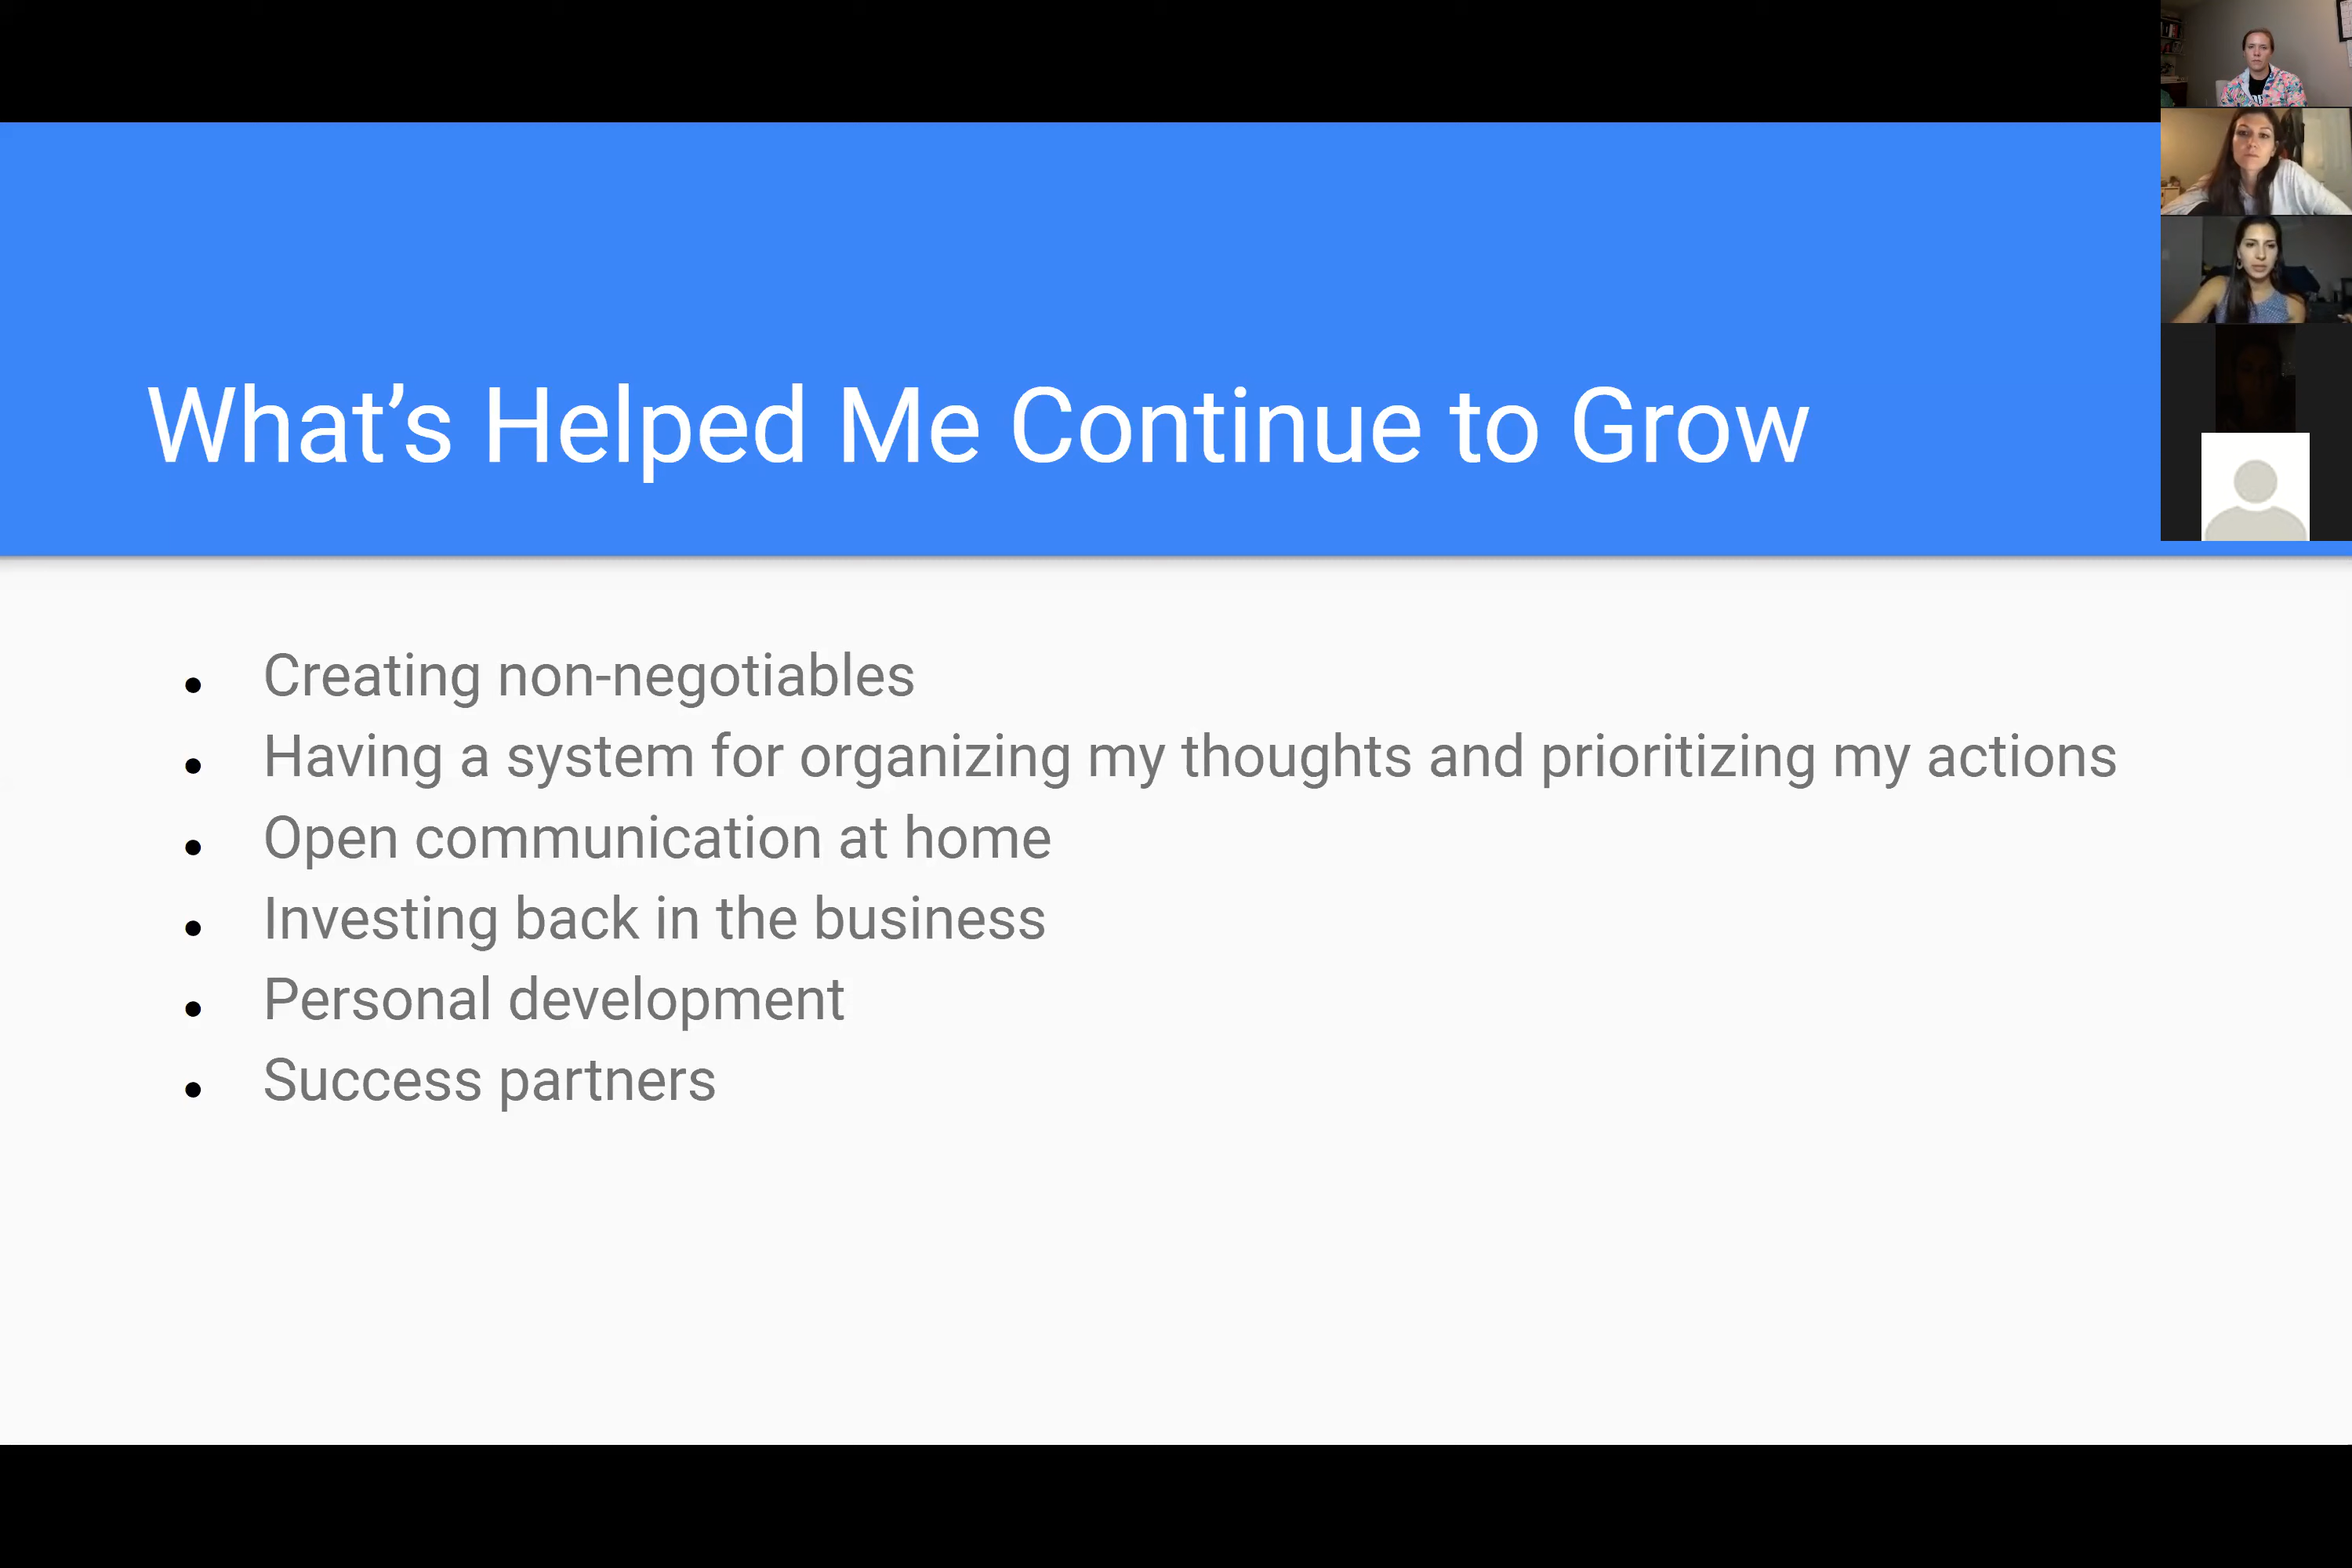 What’s Helped Me Continue to Grow
Creating non-negotiables
Having a system for organizing my thoughts and prioritizing my actions
Open communication at home
Investing back in the business
Personal development
Success partners